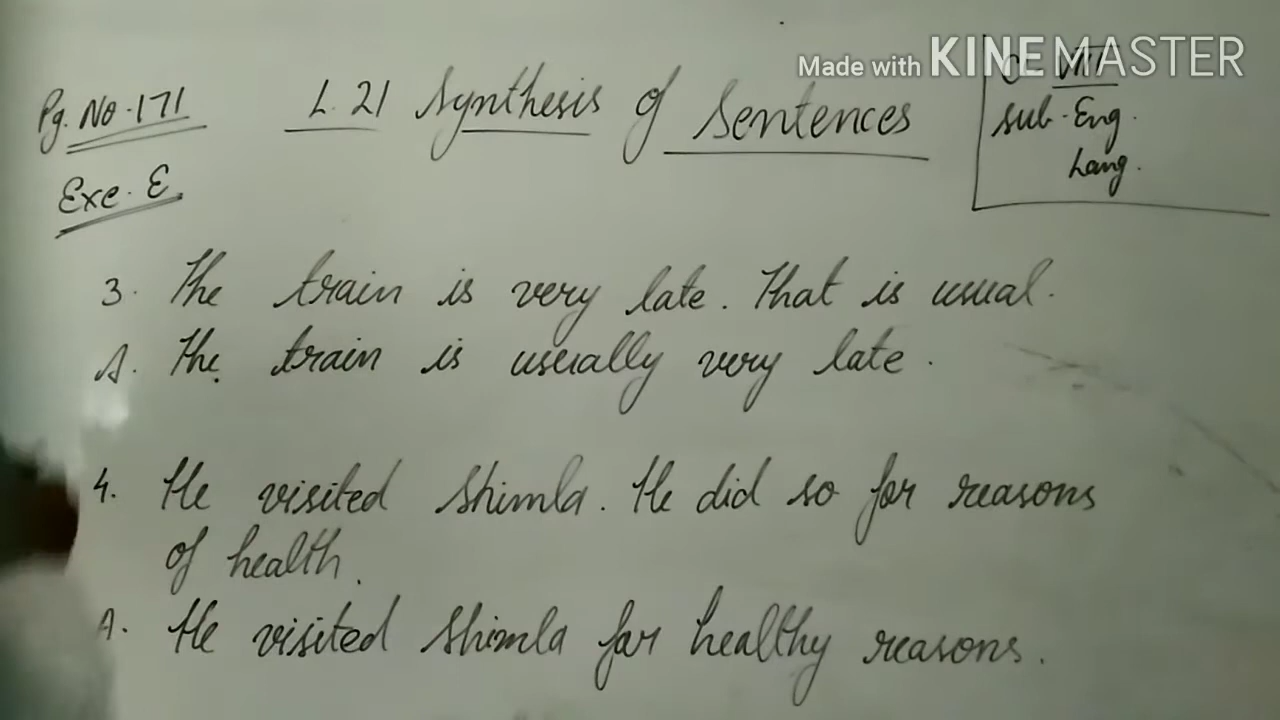 Made with KINEMASTER
Pg. No-171
L. 21 Synthesis of Sentences
C- VIII
Sub- Eng.
Lang.
Exe. E
3. The train is very late. That is usual.
A. The train is usually very late.
4. He visited Shimla. He did so for reasons
of health.
A. He visited Shimla for healthy reasons.